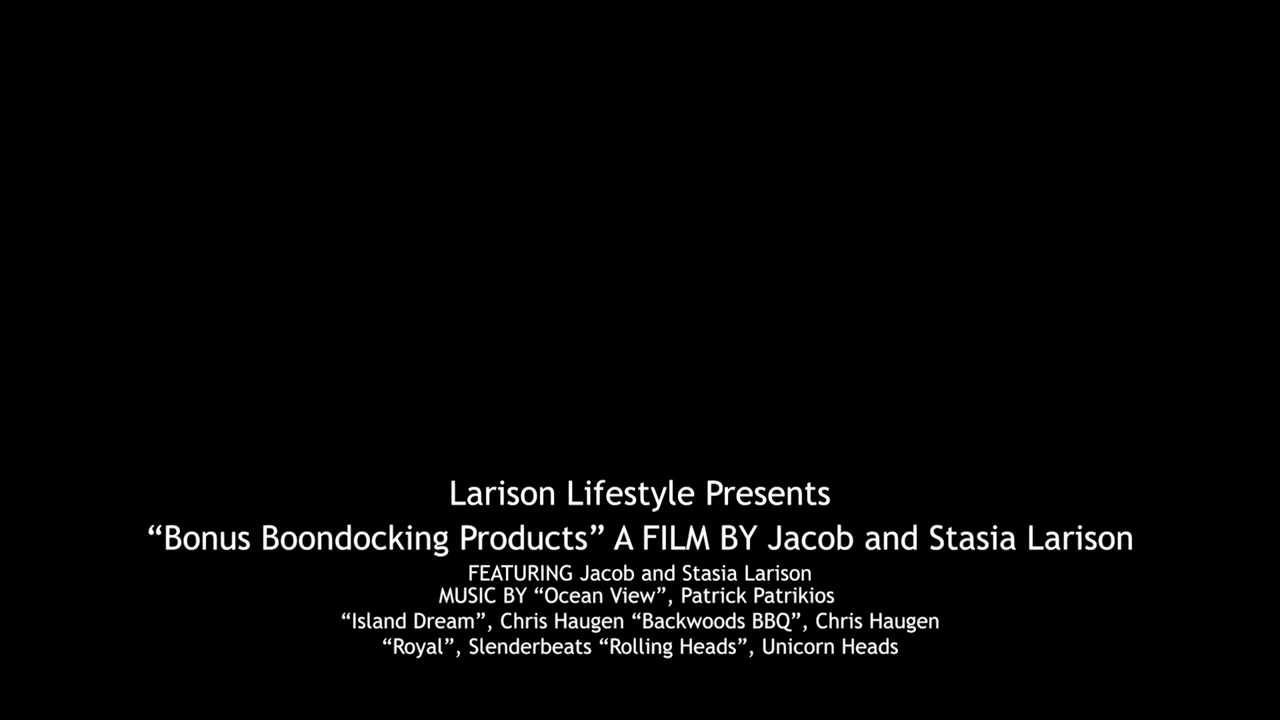 Larison Lifestyle Presents
“Bonus Boondocking Products” A FILM BY Jacob and Stasia Larison
FEATURING Jacob and Stasia Larison
MUSIC BY “Ocean View”, Patrick Patrikios
“Island Dream”, Chris Haugen “Backwoods BBQ”, Chris Haugen
“Royal”, Slenderbeats “Rolling Heads”, Unicorn Heads